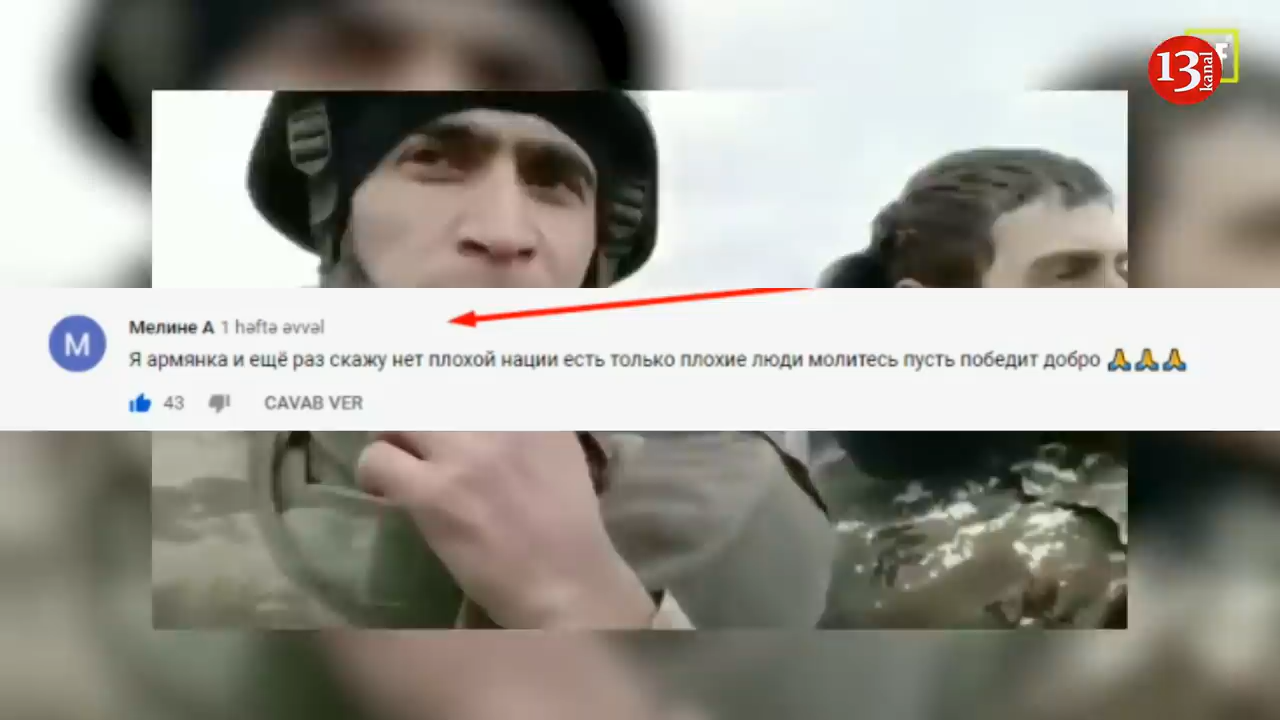 13
kanal
M
Мелине А 1 həftə əvvəl
Я армянка и ещё раз скажу нет плохой нации есть только плохие люди молитесь пусть победит добро 🙏🙏🙏
43 CAVAB VER